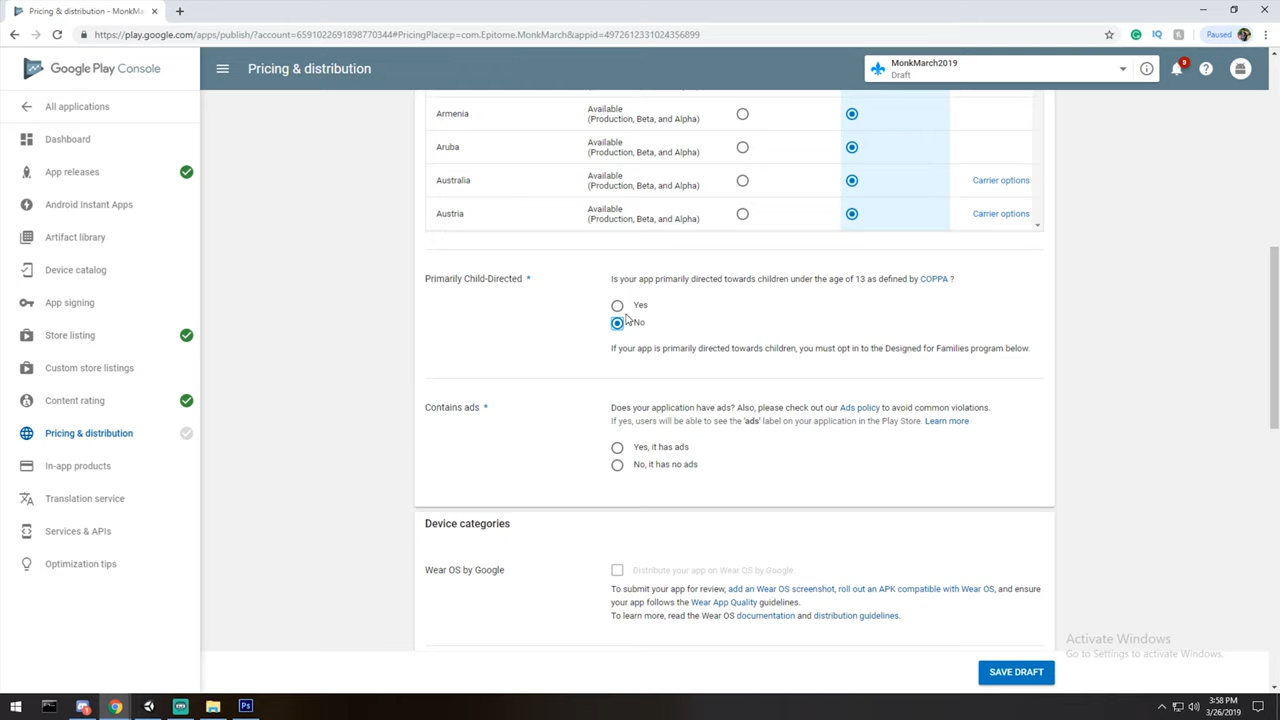 Pricing & distribution - MonkMa
https://play.google.com/apps/publish/?account=6591022691898770344#PricingPlace:p=com.Epitome.MonkMarch&appid=4972612331024356899
Paused
Google Play Console
Pricing & distribution
MonkMarch2019
Draft
9
All applications
Dashboard
App releases
Android Instant Apps
Artifact library
Device catalog
App signing
Store listing
Custom store listings
Content rating
Pricing & distribution
In-app products
Translation service
Services & APIs
Optimization tips
Armenia Available (Production, Beta, and Alpha)
Aruba Available (Production, Beta, and Alpha)
Australia Available (Production, Beta, and Alpha) Carrier options
Austria Available (Production, Beta, and Alpha) Carrier options
Primarily Child-Directed * Is your app primarily directed towards children under the age of 13 as defined by COPPA ?
Yes
No
If your app is primarily directed towards children, you must opt in to the Designed for Families program below.
Contains ads * Does your application have ads? Also, please check out our Ads policy to avoid common violations.
If yes, users will be able to see the 'ads' label on your application in the Play Store. Learn more
Yes, it has ads
No, it has no ads
Device categories
Wear OS by Google Distribute your app on Wear OS by Google.
To submit your app for review, add an Wear OS screenshot, roll out an APK compatible with Wear OS, and ensure
your app follows the Wear App Quality guidelines.
To learn more, read the Wear OS documentation and distribution guidelines.
Activate Windows
Go to Settings to activate Windows.
SAVE DRAFT
3:58 PM
3/26/2019